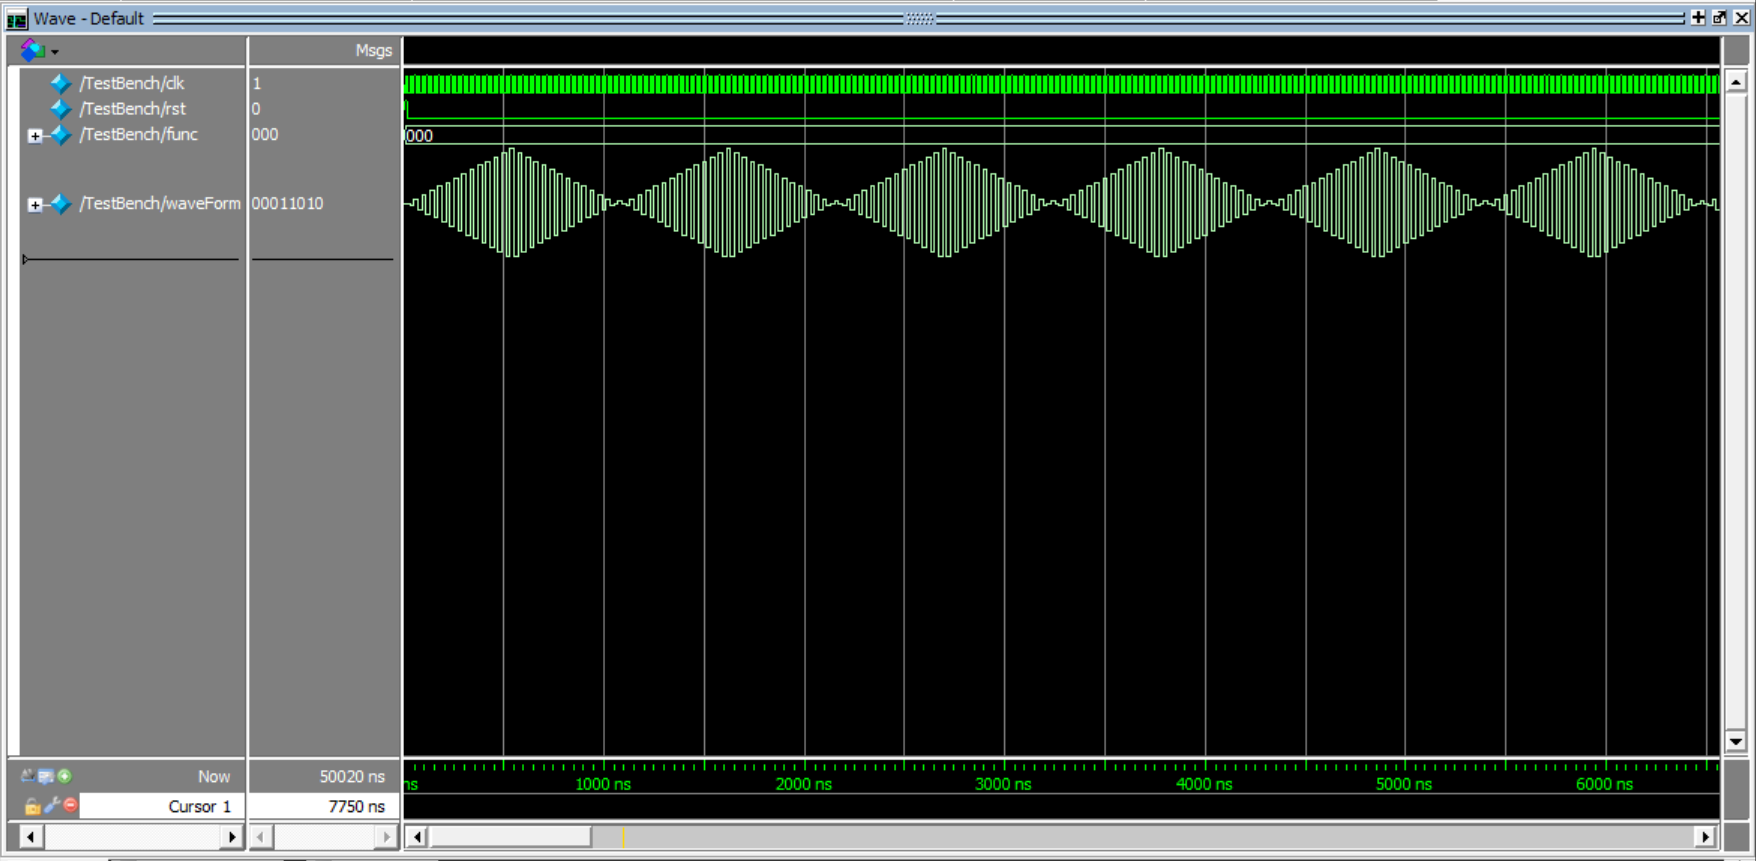 Wave - Default
Msgs
/TestBench/clk 1
/TestBench/rst 0
/TestBench/func 000 000
/TestBench/waveForm 00011010
Now 50020 ns ns 1000 ns 2000 ns 3000 ns 4000 ns 5000 ns 6000 ns
Cursor 1 7750 ns